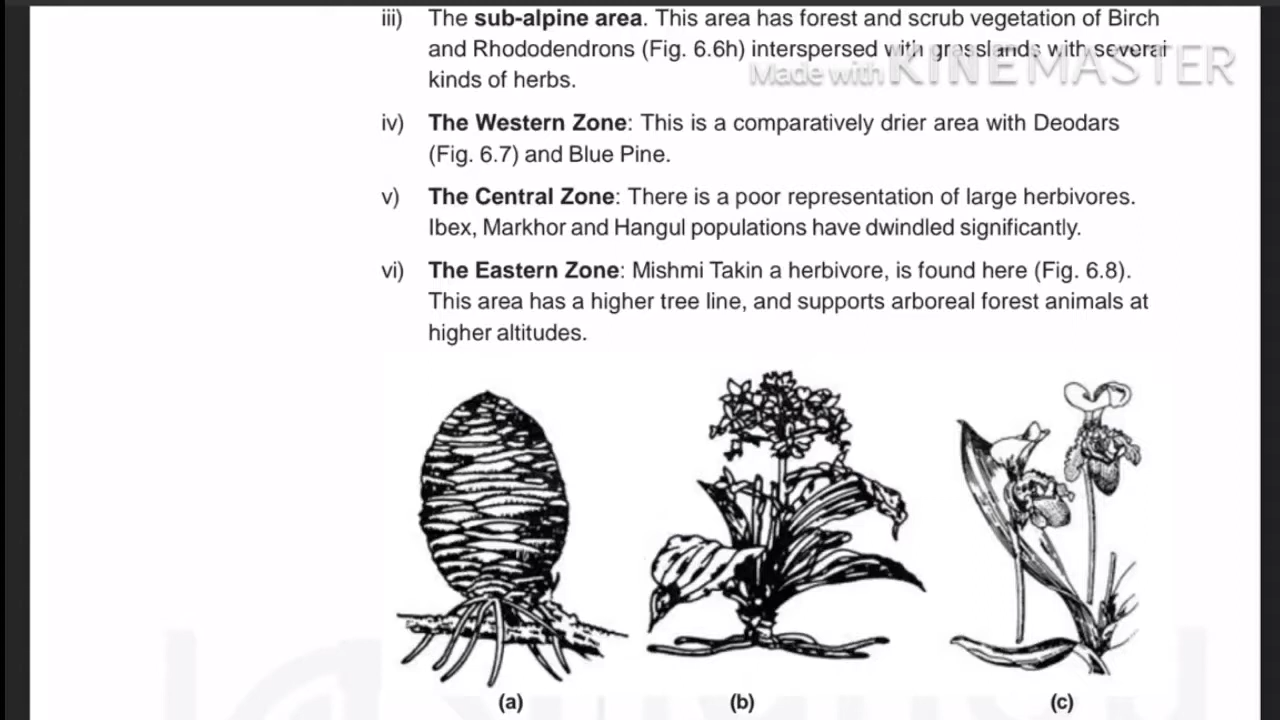 iii) The sub-alpine area. This area has forest and scrub vegetation of Birch
and Rhododendrons (Fig. 6.6h) interspersed with grasslands with several
kinds of herbs.
Made with KINEMASTER
iv) The Western Zone: This is a comparatively drier area with Deodars
(Fig. 6.7) and Blue Pine.
v) The Central Zone: There is a poor representation of large herbivores.
Ibex, Markhor and Hangul populations have dwindled significantly.
vi) The Eastern Zone: Mishmi Takin a herbivore, is found here (Fig. 6.8).
This area has a higher tree line, and supports arboreal forest animals at
higher altitudes.
(a) (b) (c)